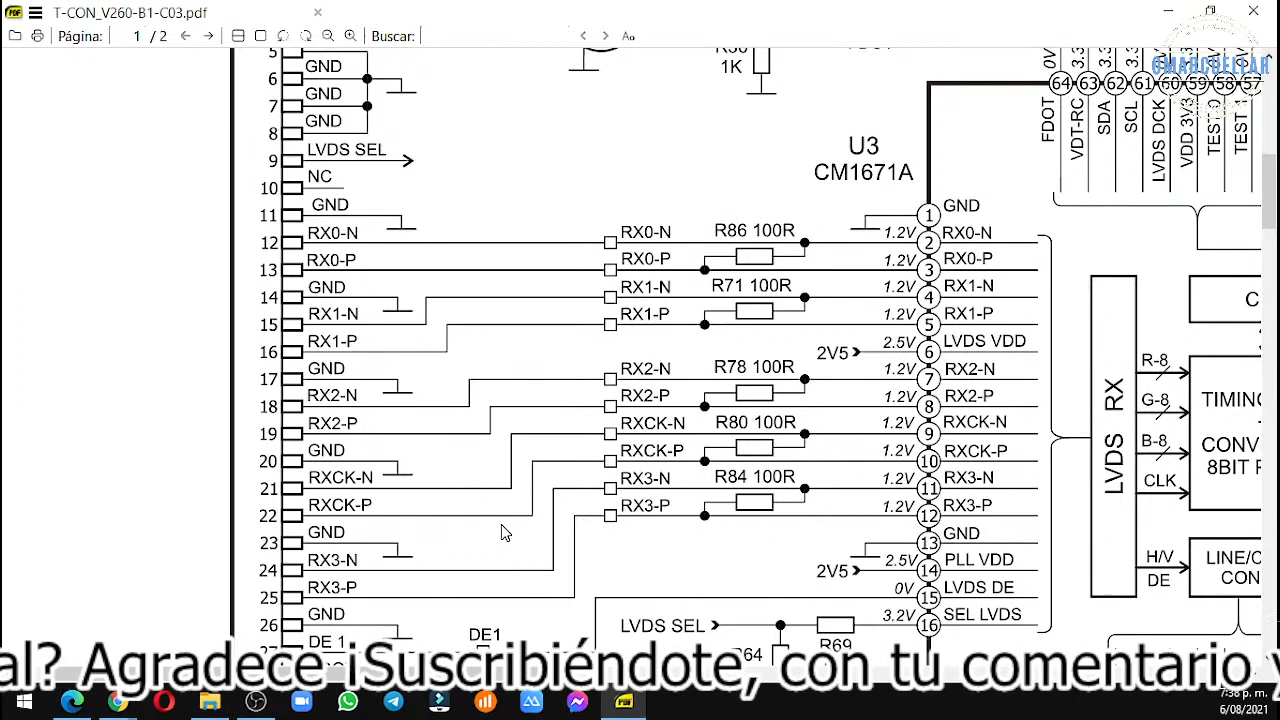 T-CON_V260-B1-C03.pdf
Página: 1 / 2 Buscar: Aa
OMARCUELLAR
5
6 GND
7 GND
8 GND
9 LVDS SEL
10 NC
11 GND
12 RX0-N
13 RX0-P
14 GND
15 RX1-N
16 RX1-P
17 GND
18 RX2-N
19 RX2-P
20 GND
21 RXCK-N
22 RXCK-P
23 GND
24 RX3-N
25 RX3-P
26 GND
DE 1
DE1
1K
U3
CM1671A
RX0-N R86 100R
RX0-P
RX1-N R71 100R
RX1-P
RX2-N R78 100R
RX2-P
RXCK-N R80 100R
RXCK-P
RX3-N R84 100R
RX3-P
2V5
2V5
LVDS SEL
R69
R64
1 GND
1.2V 2 RX0-N
1.2V 3 RX0-P
1.2V 4 RX1-N
1.2V 5 RX1-P
2.5V 6 LVDS VDD
1.2V 7 RX2-N
1.2V 8 RX2-P
1.2V 9 RXCK-N
1.2V 10 RXCK-P
1.2V 11 RX3-N
1.2V 12 RX3-P
13 GND
2.5V 14 PLL VDD
0V 15 LVDS DE
3.2V 16 SEL LVDS
64 63 62 61 60 59 58 57
FDOT
VDT-RC
SDA
SCL
LVDS DCK
VDD 3V3
LVDS RX
R-8
G-8
B-8
CLK
H/V
DE
TIMING
CONV
8BIT
LINE/
CON
al? Agradece ¡Suscribiéndote, con tu comentario y
7:38 p. m.
6/08/2021